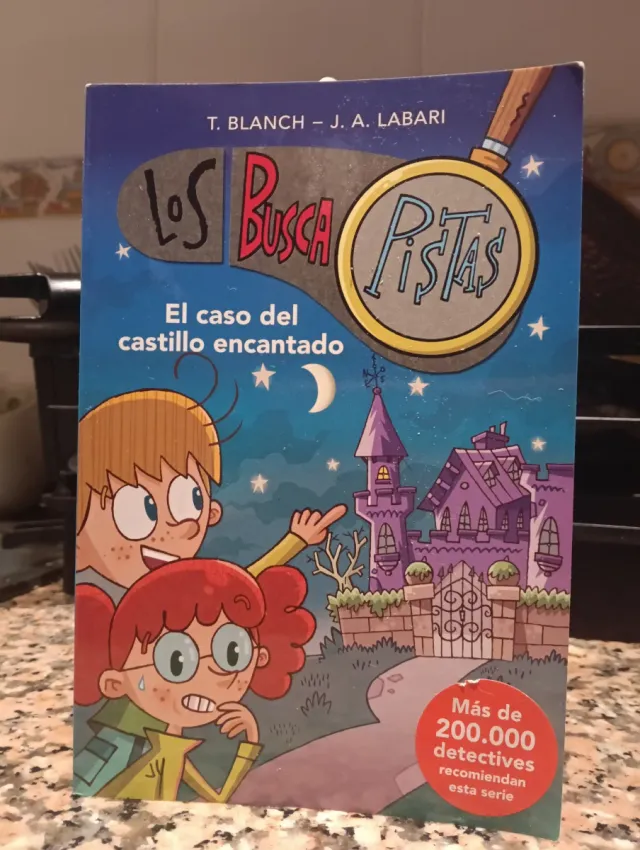 T. BLANCH – J. A. LABARI
LOS BUSCA PISTAS
El caso del
castillo encantado
Más de
200.000
detectives
recomiendan
esta serie